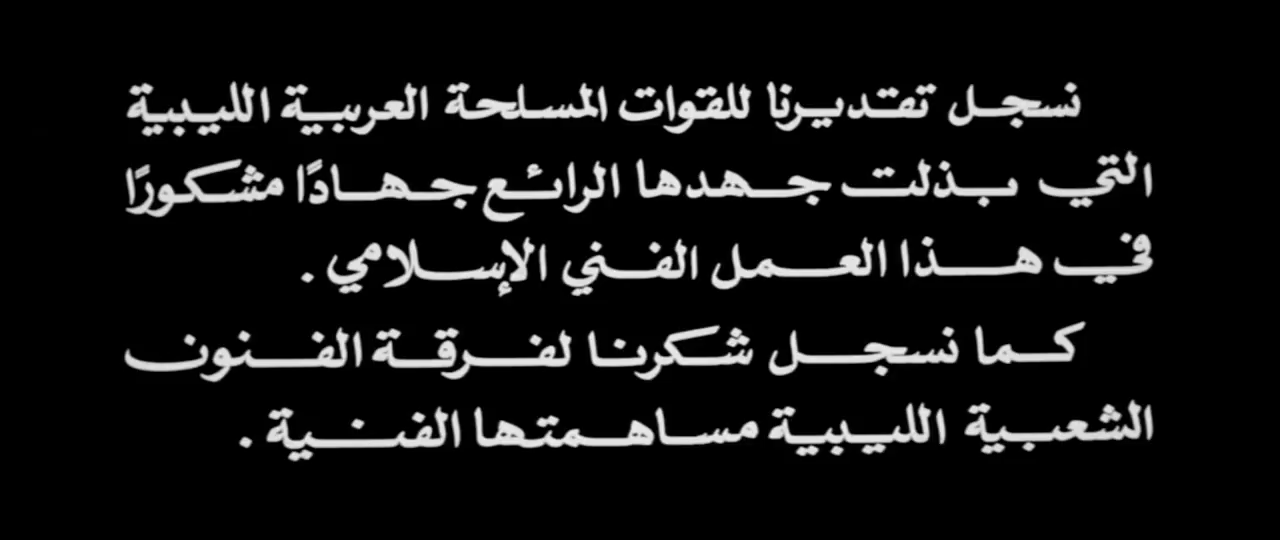 نسجل تقديرنا للقوات المسلحة العربية الليبية
التي بذلت جهدها الرائع جهادًا مشكورًا
في هذا العمل الفني الإسلامي .
كما نسجل شكرنا لفرقة الفنون
الشعبية الليبية مساهمتها الفنية .